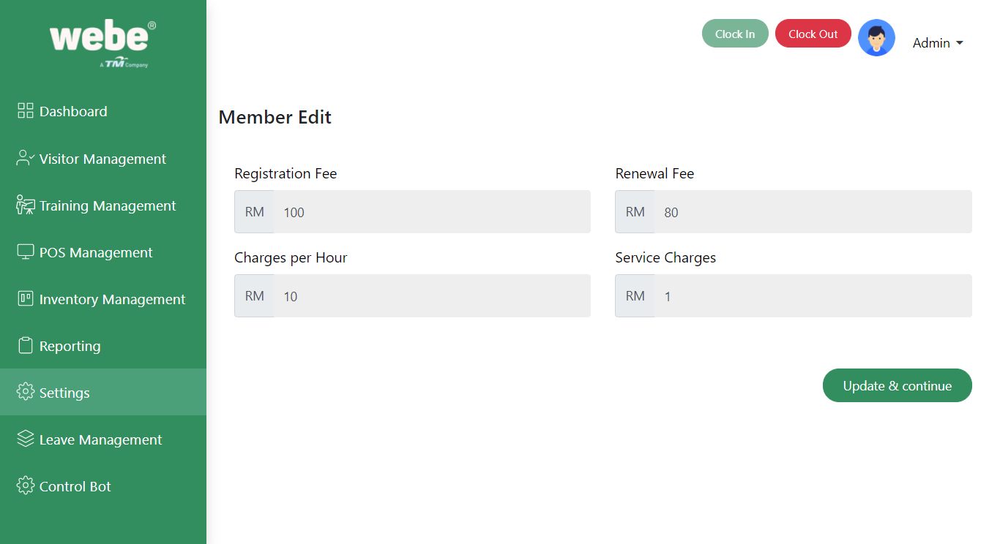 webe®
A TM Company
Clock In
Clock Out
Admin
Dashboard
Visitor Management
Training Management
POS Management
Inventory Management
Reporting
Settings
Leave Management
Control Bot
Member Edit
Registration Fee
Renewal Fee
RM 100
RM 80
Charges per Hour
Service Charges
RM 10
RM 1
Update & continue